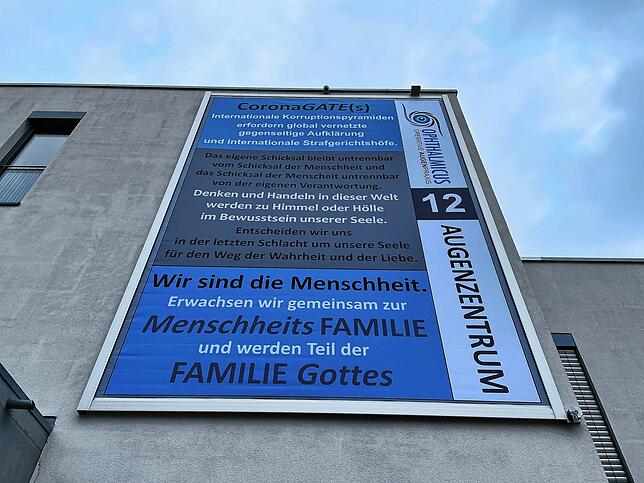 CoronaGATE(s)
Internationale Korruptionspyramiden
erfordern global vernetzte
gegenseitige Aufklärung
und internationale Strafgerichtshöfe.
Das eigene Schicksal bleibt untrennbar
vom Schicksal der Menschheit und
das Schicksal der Menscheit untrennbar
von der eigenen Verantwortung.
Denken und Handeln in dieser Welt
werden zu Himmel oder Hölle
im Bewusstsein unserer Seele.
Entscheiden wir uns
in der letzten Schlacht um unsere Seele
für den Weg der Wahrheit und der Liebe.
Wir sind die Menschheit.
Erwachsen wir gemeinsam zur
Menschheits FAMILIE
und werden Teil der
FAMILIE Gottes
OPHTHALMICUS
OPERATIVE AUGENPRAXIS
12
AUGENZENTRUM